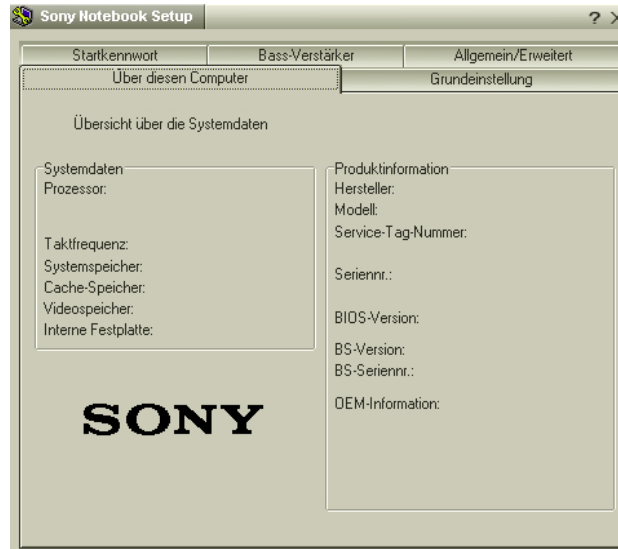 Sony Notebook Setup
Startkennwort Bass-Verstärker Allgemein/Erweitert
Über diesen Computer Grundeinstellung
Übersicht über die Systemdaten
Systemdaten
Prozessor:
Taktfrequenz:
Systemspeicher:
Cache-Speicher:
Videospeicher:
Interne Festplatte:
SONY
Produktinformation
Hersteller:
Modell:
Service-Tag-Nummer:
Seriennr.:
BIOS-Version:
BS-Version:
BS-Seriennr.:
OEM-Information: